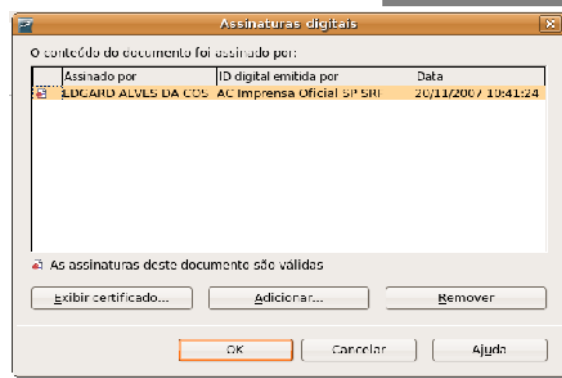 Assinaturas digitais
O conteúdo do documento foi assinado por:
Assinado por ID digital emitida por Data
EDGARD ALVES DA COS AC Imprensa Oficial SP SRF 20/11/2007 10:41:24
As assinaturas deste documento são válidas
Exibir certificado... Adicionar... Remover
OK Cancelar Ajuda